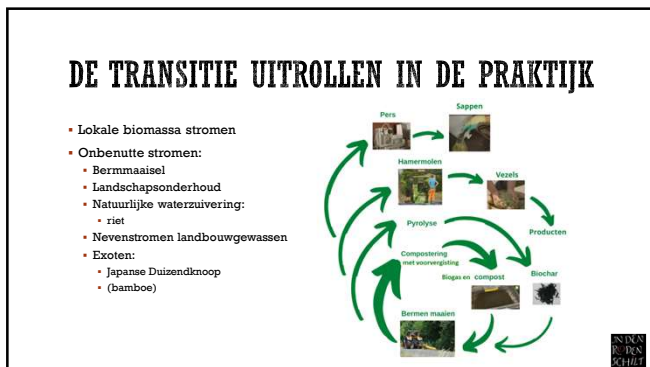 DE TRANSITIE UITROLLEN IN DE PRAKTIJK
▪ Lokale biomassa stromen
▪ Onbenutte stromen:
▪ Bermmaaisel
▪ Landschapsonderhoud
▪ Natuurlijke waterzuivering:
▪ riet
▪ Nevenstromen landbouwgewassen
▪ Exoten:
▪ Japanse Duizendknoop
▪ (bamboe)
Sappen
Pers
Hamermolen
Vezels
Pyrolyse
Producten
Compostering
met voorvergisting
Biogas en compost
Biochar
Bermen maaien
IN DEN
RODEN
SCHILT